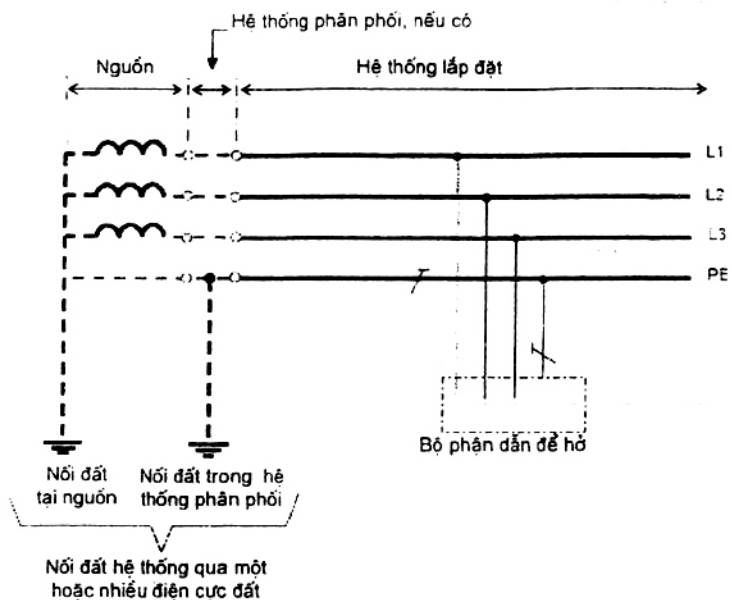 Hệ thống phân phối, nếu có
Nguồn
Hệ thống lắp đặt
L1
L2
L3
PE
Bộ phận dẫn để hở
Nối đất
tại nguồn
Nối đất trong hệ
thống phân phối
Nối đất hệ thống qua một
hoặc nhiều điện cực đất